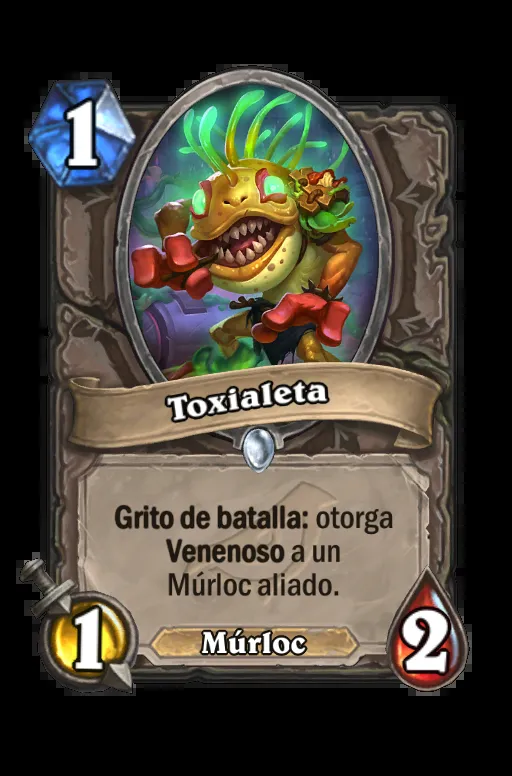 1
Toxialeta
Grito de batalla: otorga
Venenoso a un
Múrloc aliado.
1
Múrloc
2